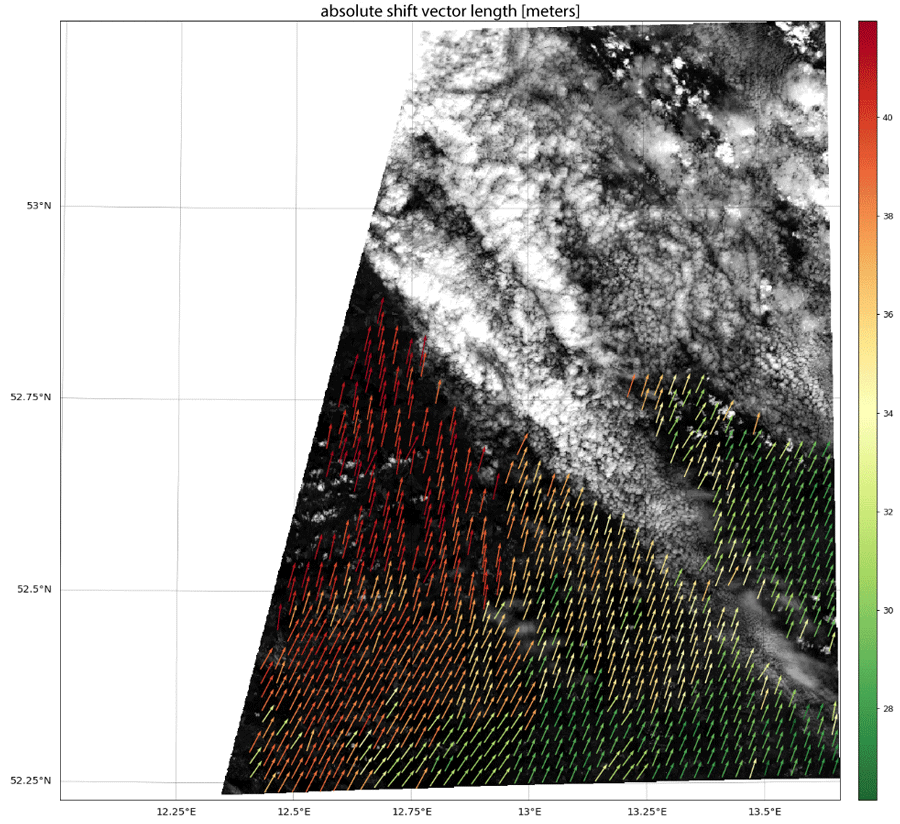 absolute shift vector length [meters]
40
53°N
38
36
52.75°N
34
32
52.5°N
30
28
52.25°N
12.25°E 12.5°E 12.75°E 13°E 13.25°E 13.5°E